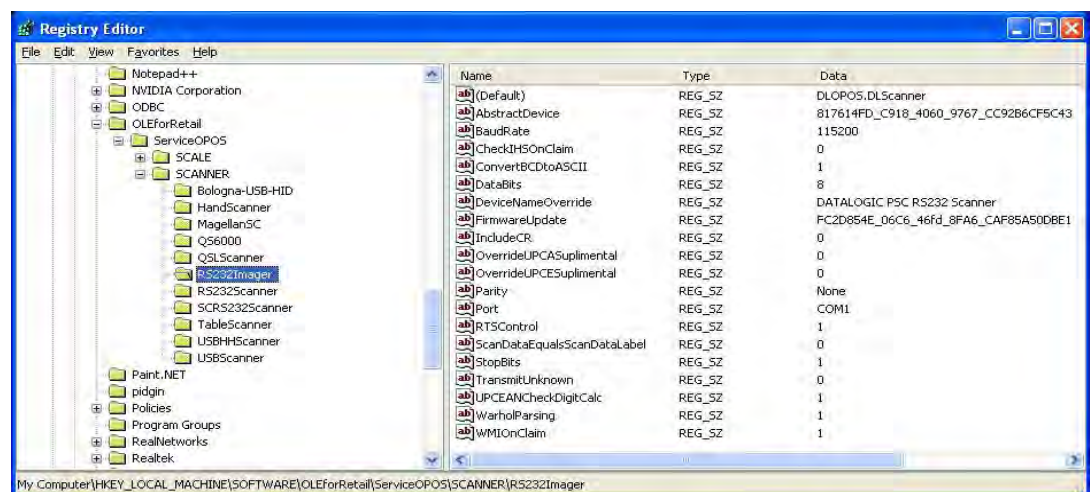 Registry Editor
File Edit View Favorites Help
Notepad++
NVIDIA Corporation
ODBC
OLEforRetail
ServiceOPOS
SCALE
SCANNER
Bologna-USB-HID
HandScanner
MagellanSC
QS6000
QSLScanner
RS232Imager
RS232Scanner
SCRS232Scanner
TableScanner
USBHHScanner
USBScanner
Paint.NET
pidgin
Policies
Program Groups
RealNetworks
Realtek
Name Type Data
(Default) REG_SZ DLOPOS.DLScanner
AbstractDevice REG_SZ 817614FD_C918_4060_9767_CC92B6CF5C43
BaudRate REG_SZ 115200
CheckIHSOnClaim REG_SZ 0
ConvertBCDtoASCII REG_SZ 1
DataBits REG_SZ 8
DeviceNameOverride REG_SZ DATALOGIC PSC RS232 Scanner
FirmwareUpdate REG_SZ FC2D854E_06C6_46fd_8FA6_CAF85A50DBE1
IncludeCR REG_SZ 0
OverrideUPCASuplimental REG_SZ 0
OverrideUPCESuplimental REG_SZ 0
Parity REG_SZ None
Port REG_SZ COM1
RTSControl REG_SZ 1
ScanDataEqualsScanDataLabel REG_SZ 0
StopBits REG_SZ 1
TransmitUnknown REG_SZ 0
UPCEANCheckDigitCalc REG_SZ 1
WarholParsing REG_SZ 1
WMIOnClaim REG_SZ 1
My Computer\HKEY_LOCAL_MACHINE\SOFTWARE\OLEforRetail\ServiceOPOS\SCANNER\RS232Imager